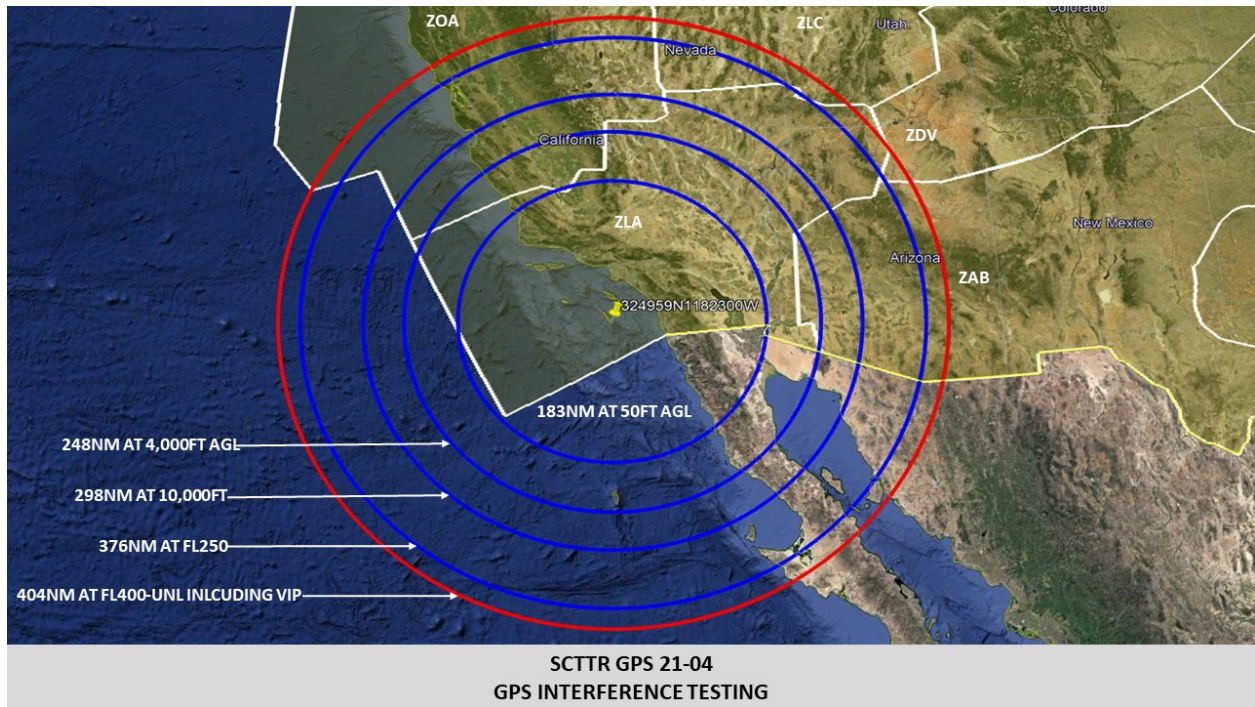 Colorado
ZOA
ZLC
Utah
Nevada
ZDV
California
ZLA
New Mexico
Arizona
ZAB
324959N1182300W
183NM AT 50FT AGL
248NM AT 4,000FT AGL
298NM AT 10,000FT
376NM AT FL250
404NM AT FL400-UNL INLCUDING VIP
SCTTR GPS 21-04
GPS INTERFERENCE TESTING